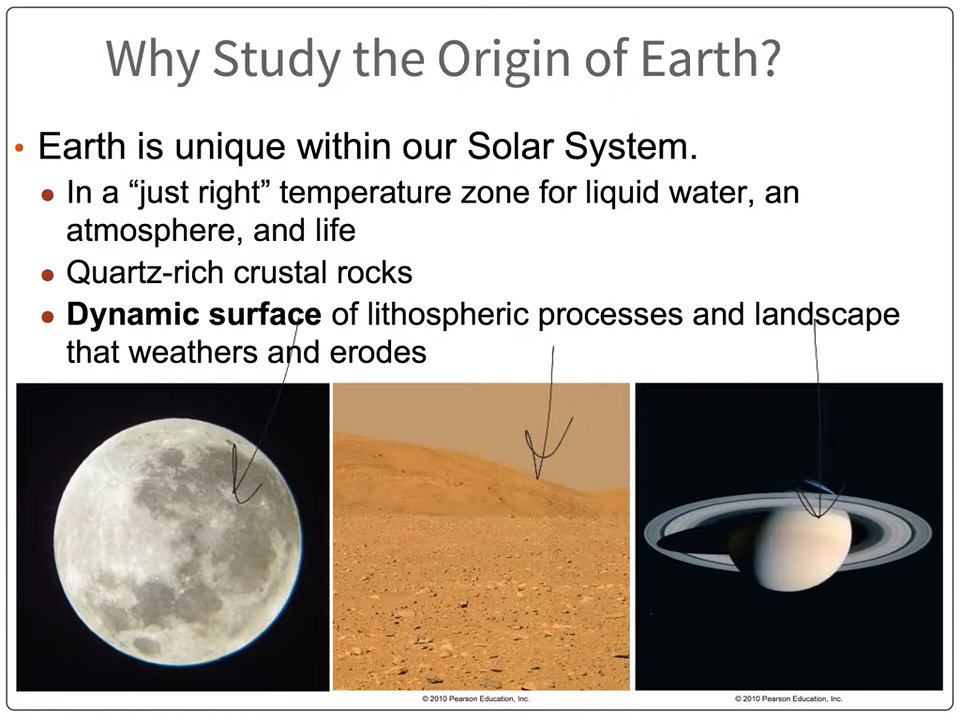 Why Study the Origin of Earth?
• Earth is unique within our Solar System.
• In a “just right” temperature zone for liquid water, an
atmosphere, and life
• Quartz-rich crustal rocks
• Dynamic surface of lithospheric processes and landscape
that weathers and erodes
© 2010 Pearson Education, Inc.
© 2010 Pearson Education, Inc.